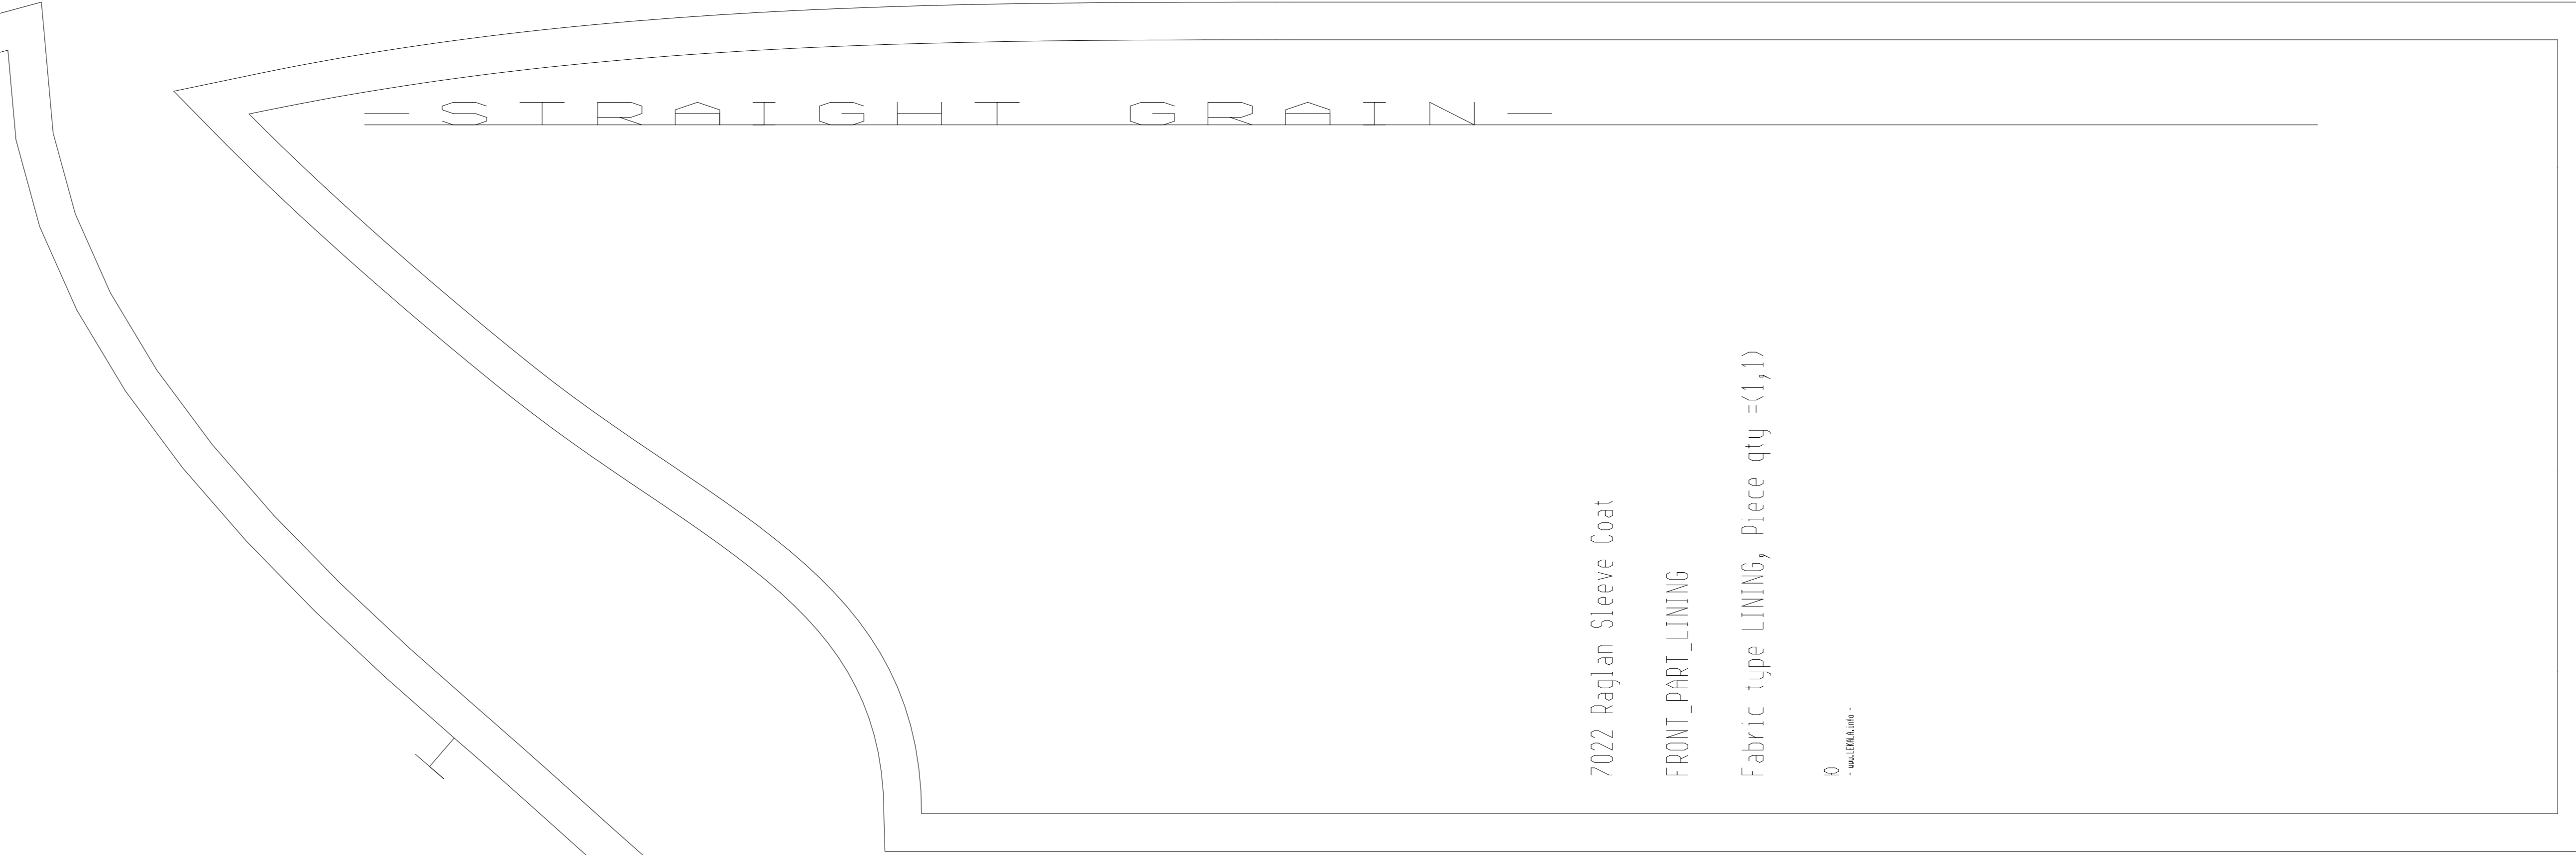 -STRAIGHT GRAIN-
7022 Raglan Sleeve Coat
FRONT_PART_LINING
Fabric type LINING, Piece qty =(1,1)
Ю
- www.LEKALA.info -